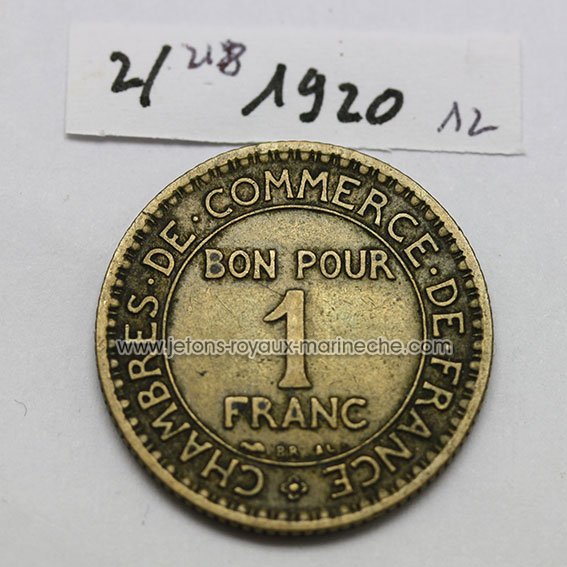 2/ 218 1920 12
CHAMBRES · DE · COMMERCE · DE FRANCE
BON POUR
1
FRANC
www.jetons-royaux-marineche.com